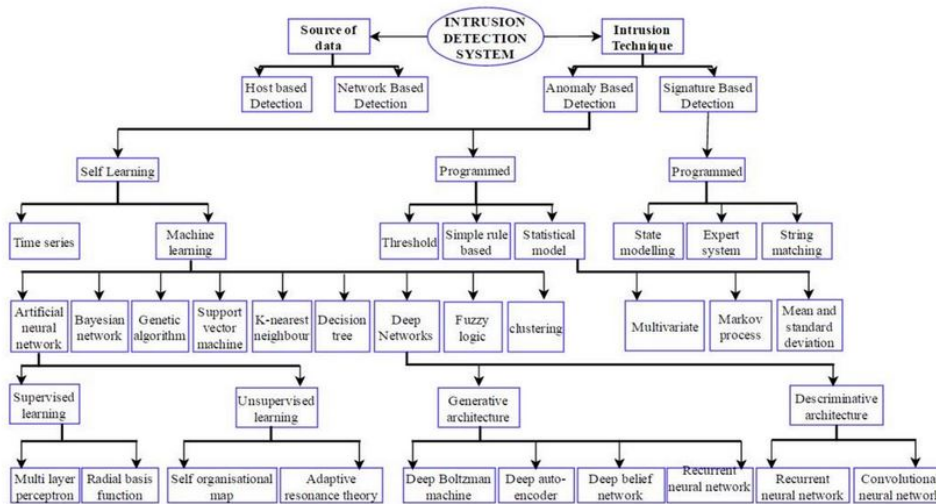 INTRUSION
DETECTION
SYSTEM
Source of
data
Intrusion
Technique
Host based
Detection
Network Based
Detection
Anomaly Based
Detection
Signature Based
Detection
Self Learning
Programmed
Programmed
Time series
Machine
learning
Threshold
Simple rule
based
Statistical
model
State
modelling
Expert
system
String
matching
Artificial
neural
network
Bayesian
network
Genetic
algorithm
Support
vector
machine
K-nearest
neighbour
Decision
tree
Deep
Networks
Fuzzy
logic
clustering
Multivariate
Markov
process
Mean and
standard
deviation
Supervised
learning
Unsupervised
learning
Generative
architecture
Descriminative
architecture
Multi layer
perceptron
Radial basis
function
Self organisational
map
Adaptive
resonance theory
Deep Boltzman
machine
Deep auto-
encoder
Deep belief
network
Recurrent
neural network
Recurrent
neural network
Convolutional
neural network